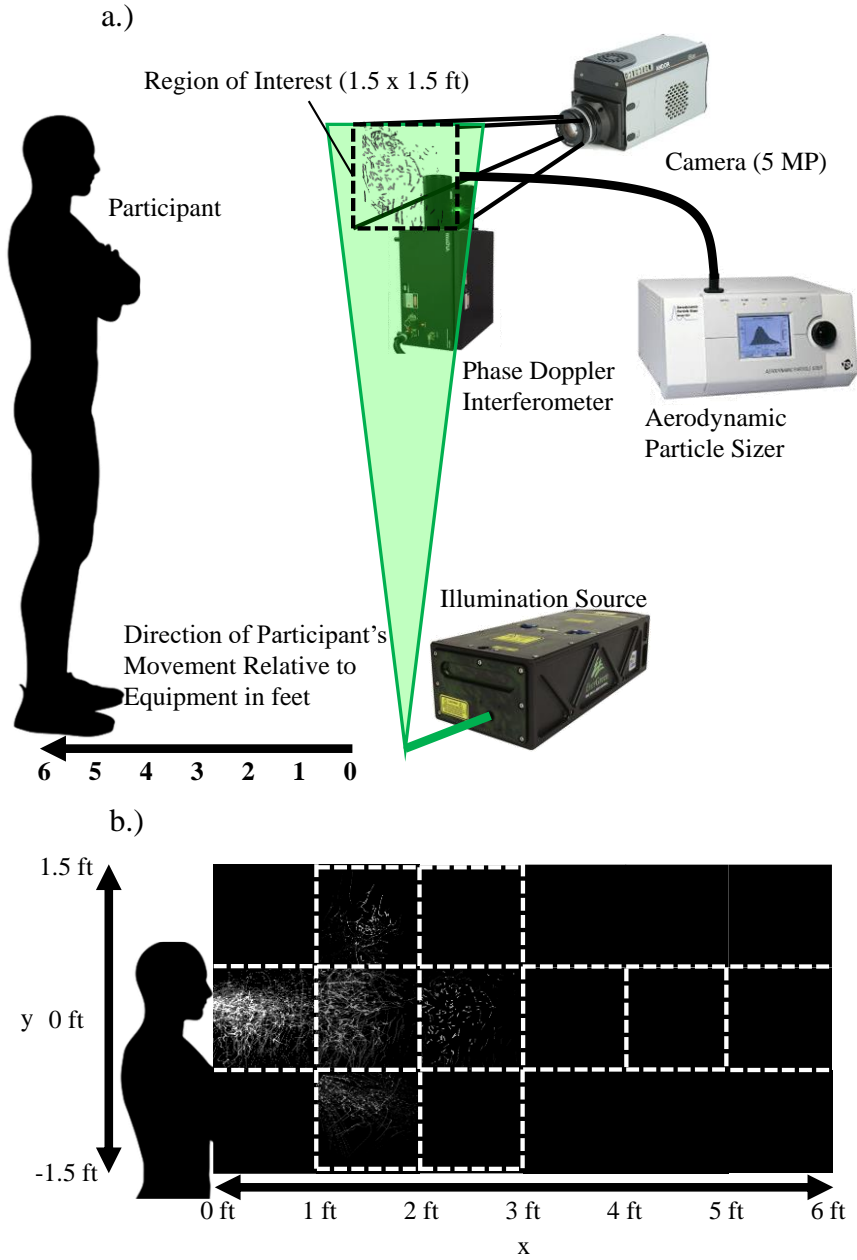 a.)
Region of Interest (1.5 x 1.5 ft)
Camera (5 MP)
Participant
Phase Doppler
Interferometer
Aerodynamic
Particle Sizer
AERODYNAMIC PARTICLE SIZER
Illumination Source
Direction of Participant's
Movement Relative to
Equipment in feet
6 5 4 3 2 1 0
b.)
1.5 ft
y 0 ft
-1.5 ft
0 ft 1 ft 2 ft 3 ft 4 ft 5 ft 6 ft
x